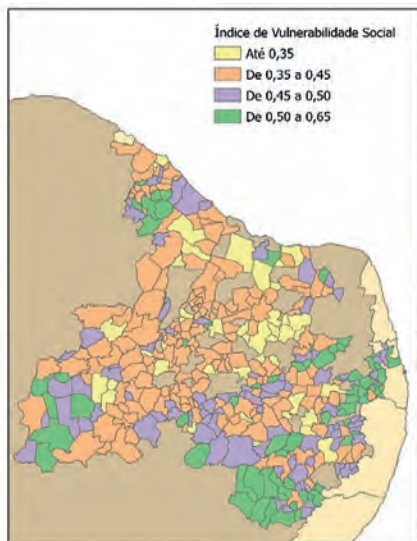 Índice de Vulnerabilidade Social
Até 0,35
De 0,35 a 0,45
De 0,45 a 0,50
De 0,50 a 0,65